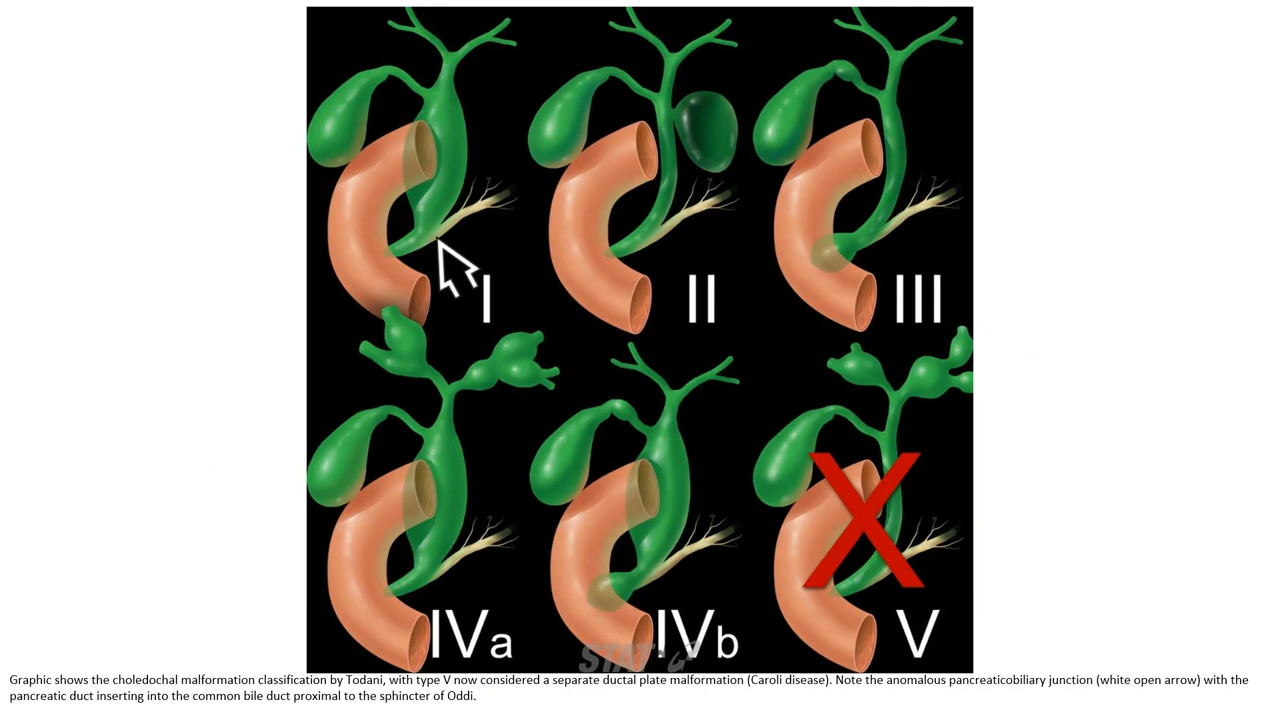 I
II
III
IVa
IVb
V
Graphic shows the choledochal malformation classification by Todani, with type V now considered a separate ductal plate malformation (Caroli disease). Note the anomalous pancreaticobiliary junction (white open arrow) with the
pancreatic duct inserting into the common bile duct proximal to the sphincter of Oddi.